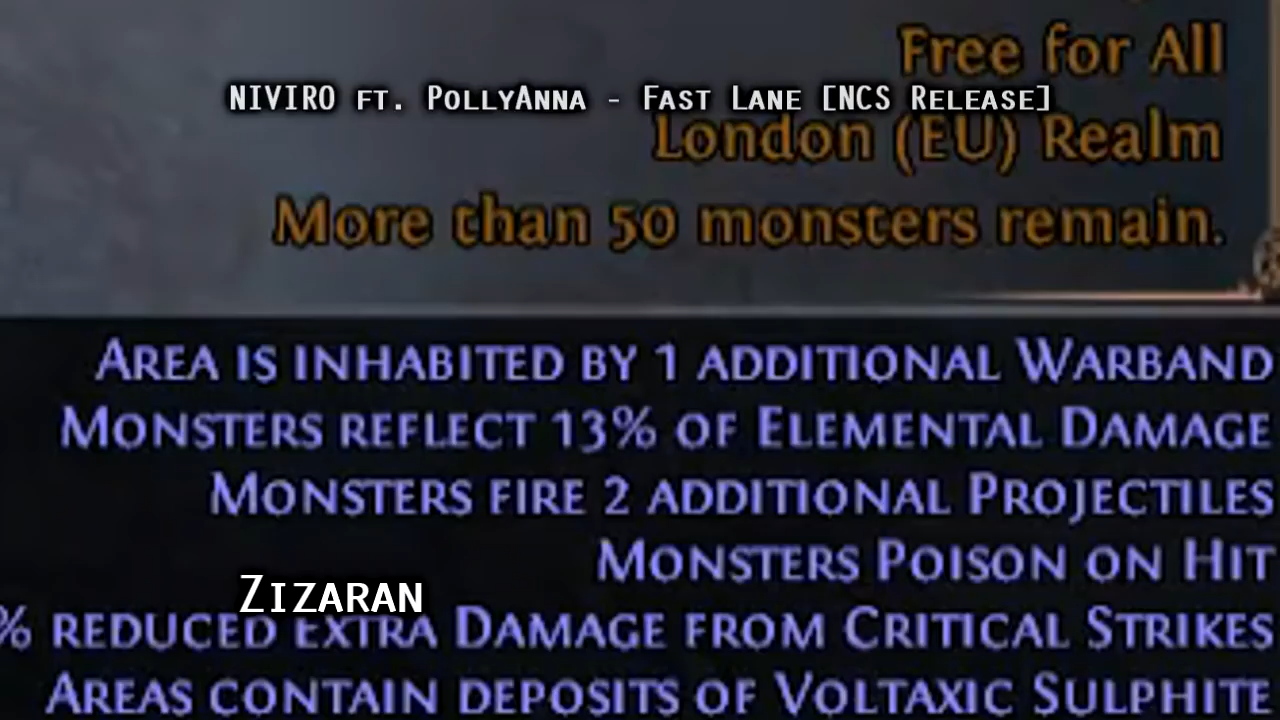 Free for All
NIVIRO ft. PollyAnna - Fast Lane [NCS Release]
London (EU) Realm
More than 50 monsters remain.
Area is inhabited by 1 additional Warband
Monsters reflect 13% of Elemental Damage
Monsters fire 2 additional Projectiles
Monsters Poison on Hit
Zizaran
% reduced extra Damage from Critical Strikes
Areas contain deposits of Voltaxic Sulphite